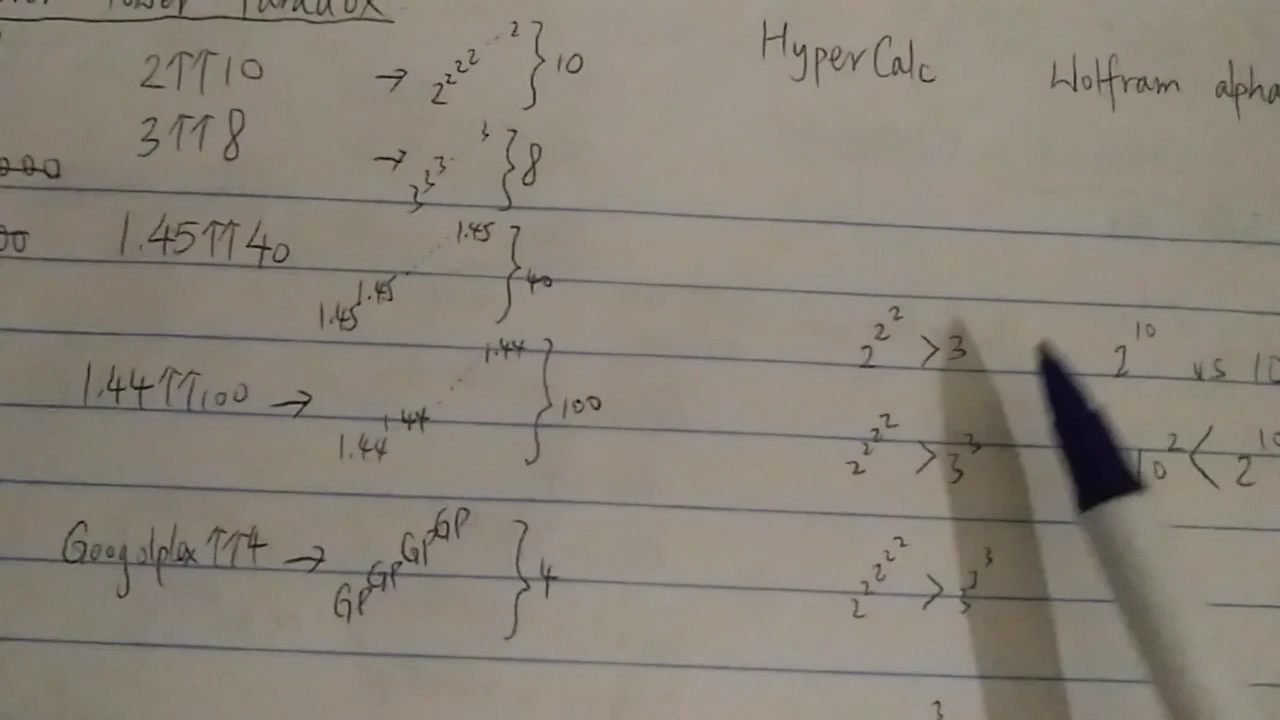 Power Paradox
HyperCalc
Wolfram alpha
2↑↑10 → 2^2^2^2^⋰^2 } 10
3↑↑8 → 3^3^3^⋰^3 } 8
1.45↑↑40
1.45^1.45^⋰^1.45 } 40
1.44↑↑100 → 1.44^1.44^⋰^1.44 } 100
Googolplex↑↑4 → GP^GP^GP^GP } 4
2^2^2 > 3
2^10 vs 10
2^2^2^2 > 3^3
10^2 < 2^10
2^2^2^2^2 > 3^3^3
3